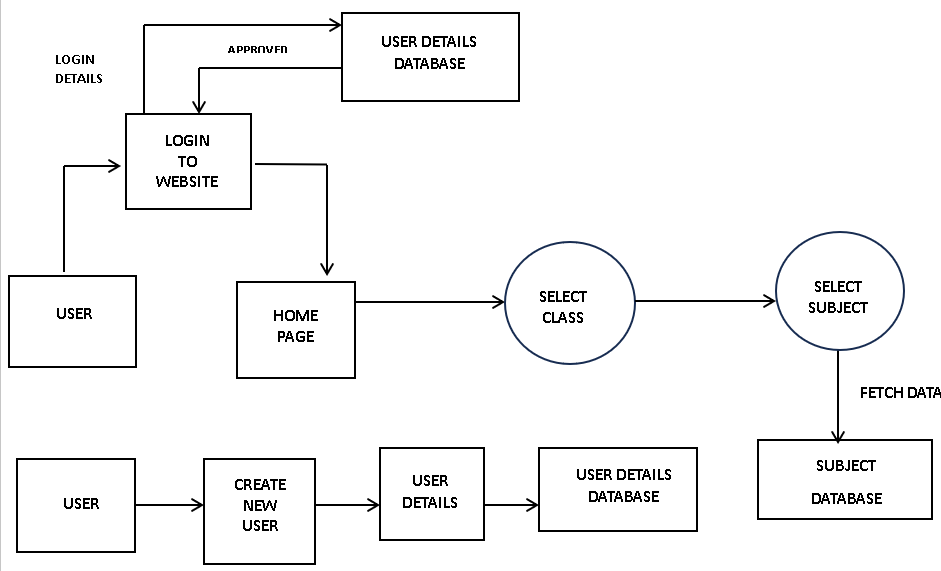 USER DETAILS
DATABASE
APPROVED
LOGIN
DETAILS
LOGIN
TO
WEBSITE
USER
HOME
PAGE
SELECT
CLASS
SELECT
SUBJECT
FETCH DATA
SUBJECT
DATABASE
USER
CREATE
NEW
USER
USER
DETAILS
USER DETAILS
DATABASE